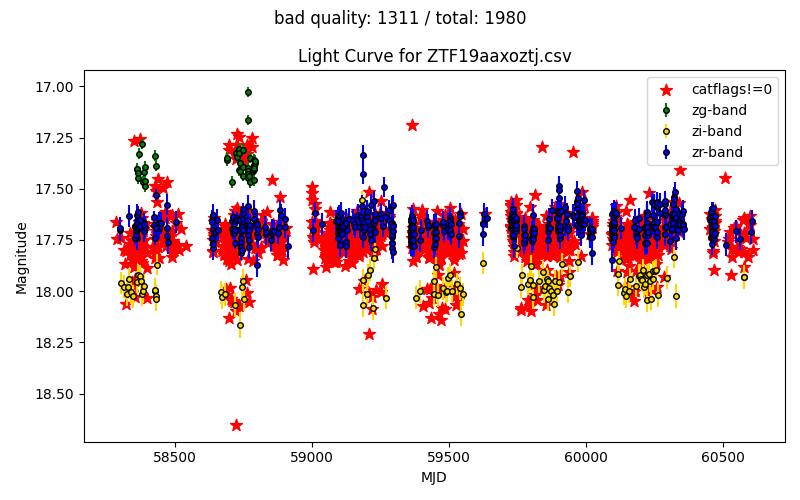 bad quality: 1311 / total: 1980
Light Curve for ZTF19aaxoztj.csv
catflags!=0
zg-band
zi-band
zr-band
Magnitude
17.00
17.25
17.50
17.75
18.00
18.25
18.50
58500
59000
59500
60000
60500
MJD